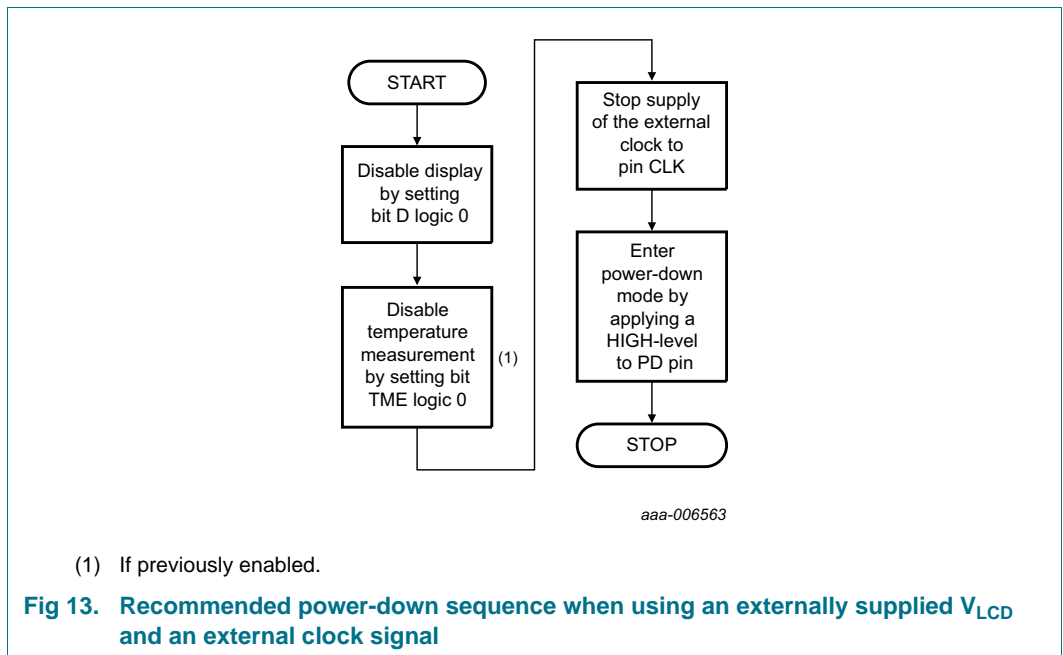 START
Disable display
by setting
bit D logic 0
Disable
temperature
measurement
by setting bit
TME logic 0
(1)
Stop supply
of the external
clock to
pin CLK
Enter
power-down
mode by
applying a
HIGH-level
to PD pin
STOP
aaa-006563
(1) If previously enabled.
Fig 13. Recommended power-down sequence when using an externally supplied VLCD
and an external clock signal